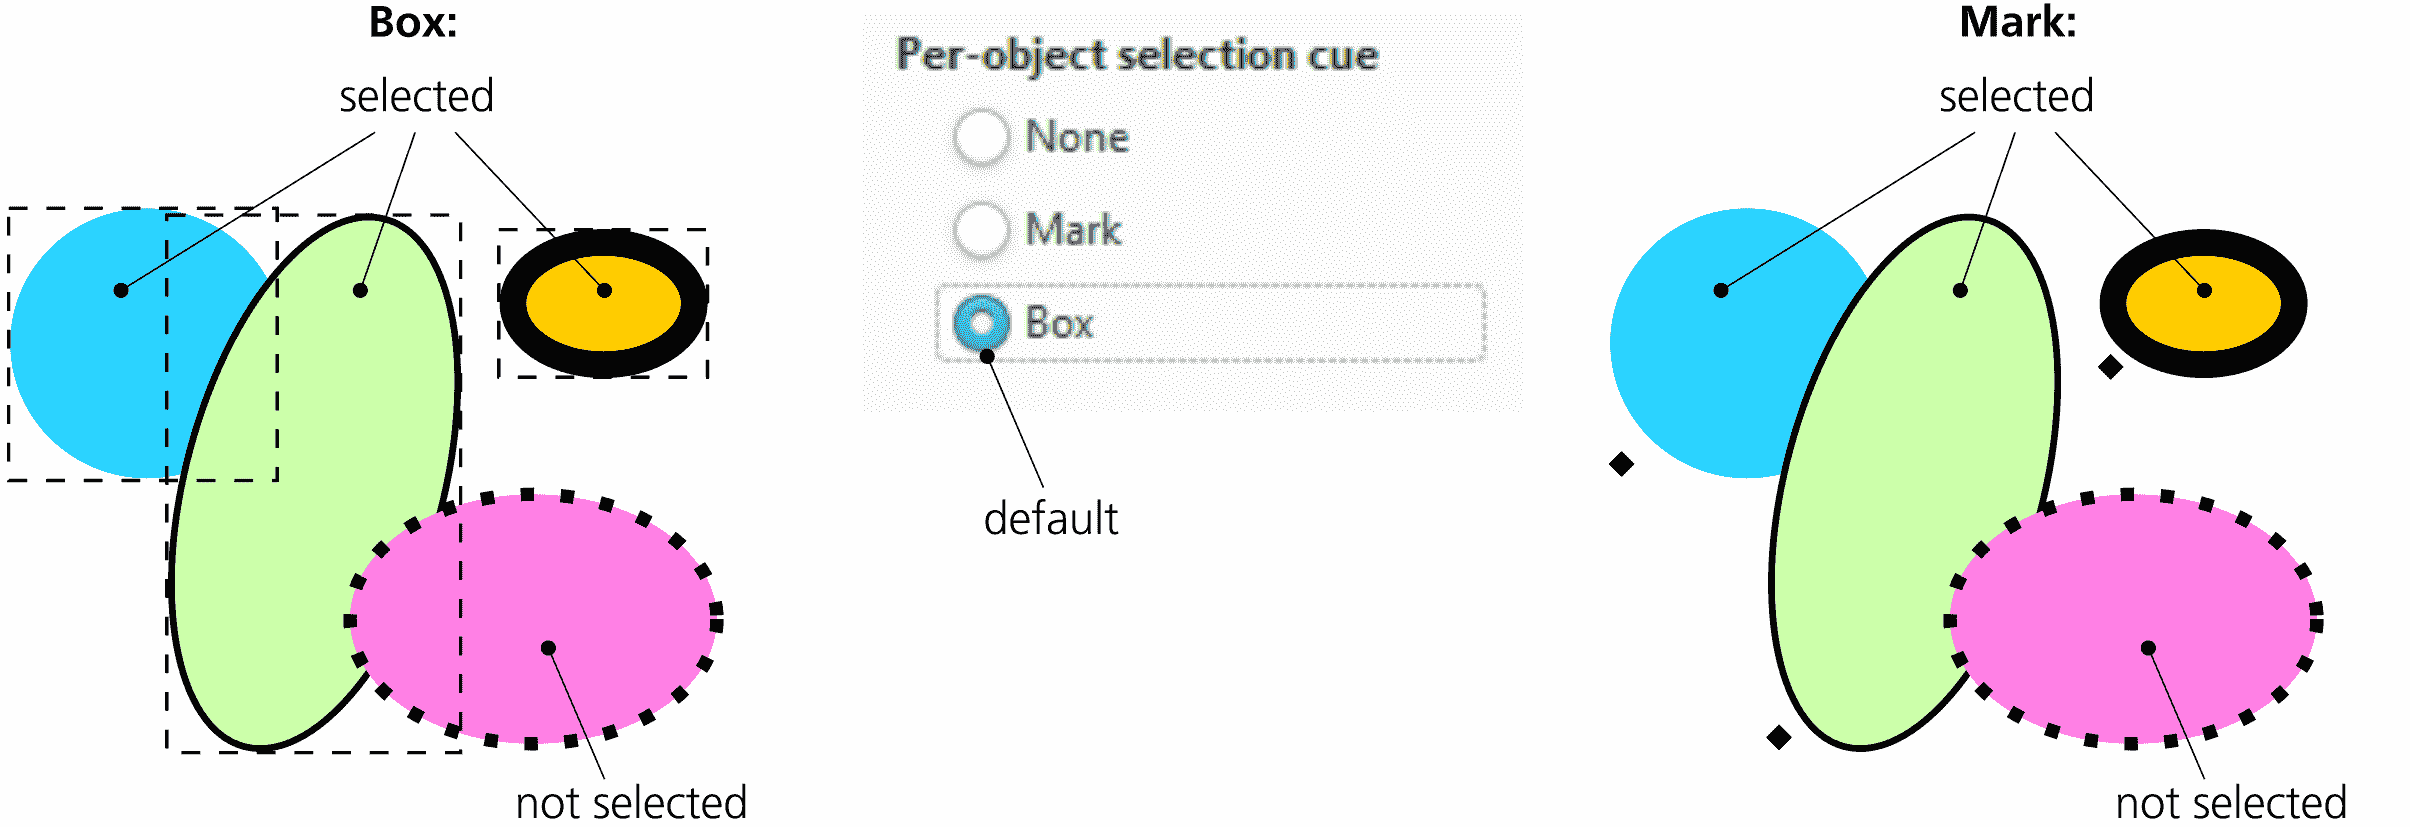 Box:
selected
not selected
Per-object selection cue
None
Mark
Box
default
Mark:
selected
not selected